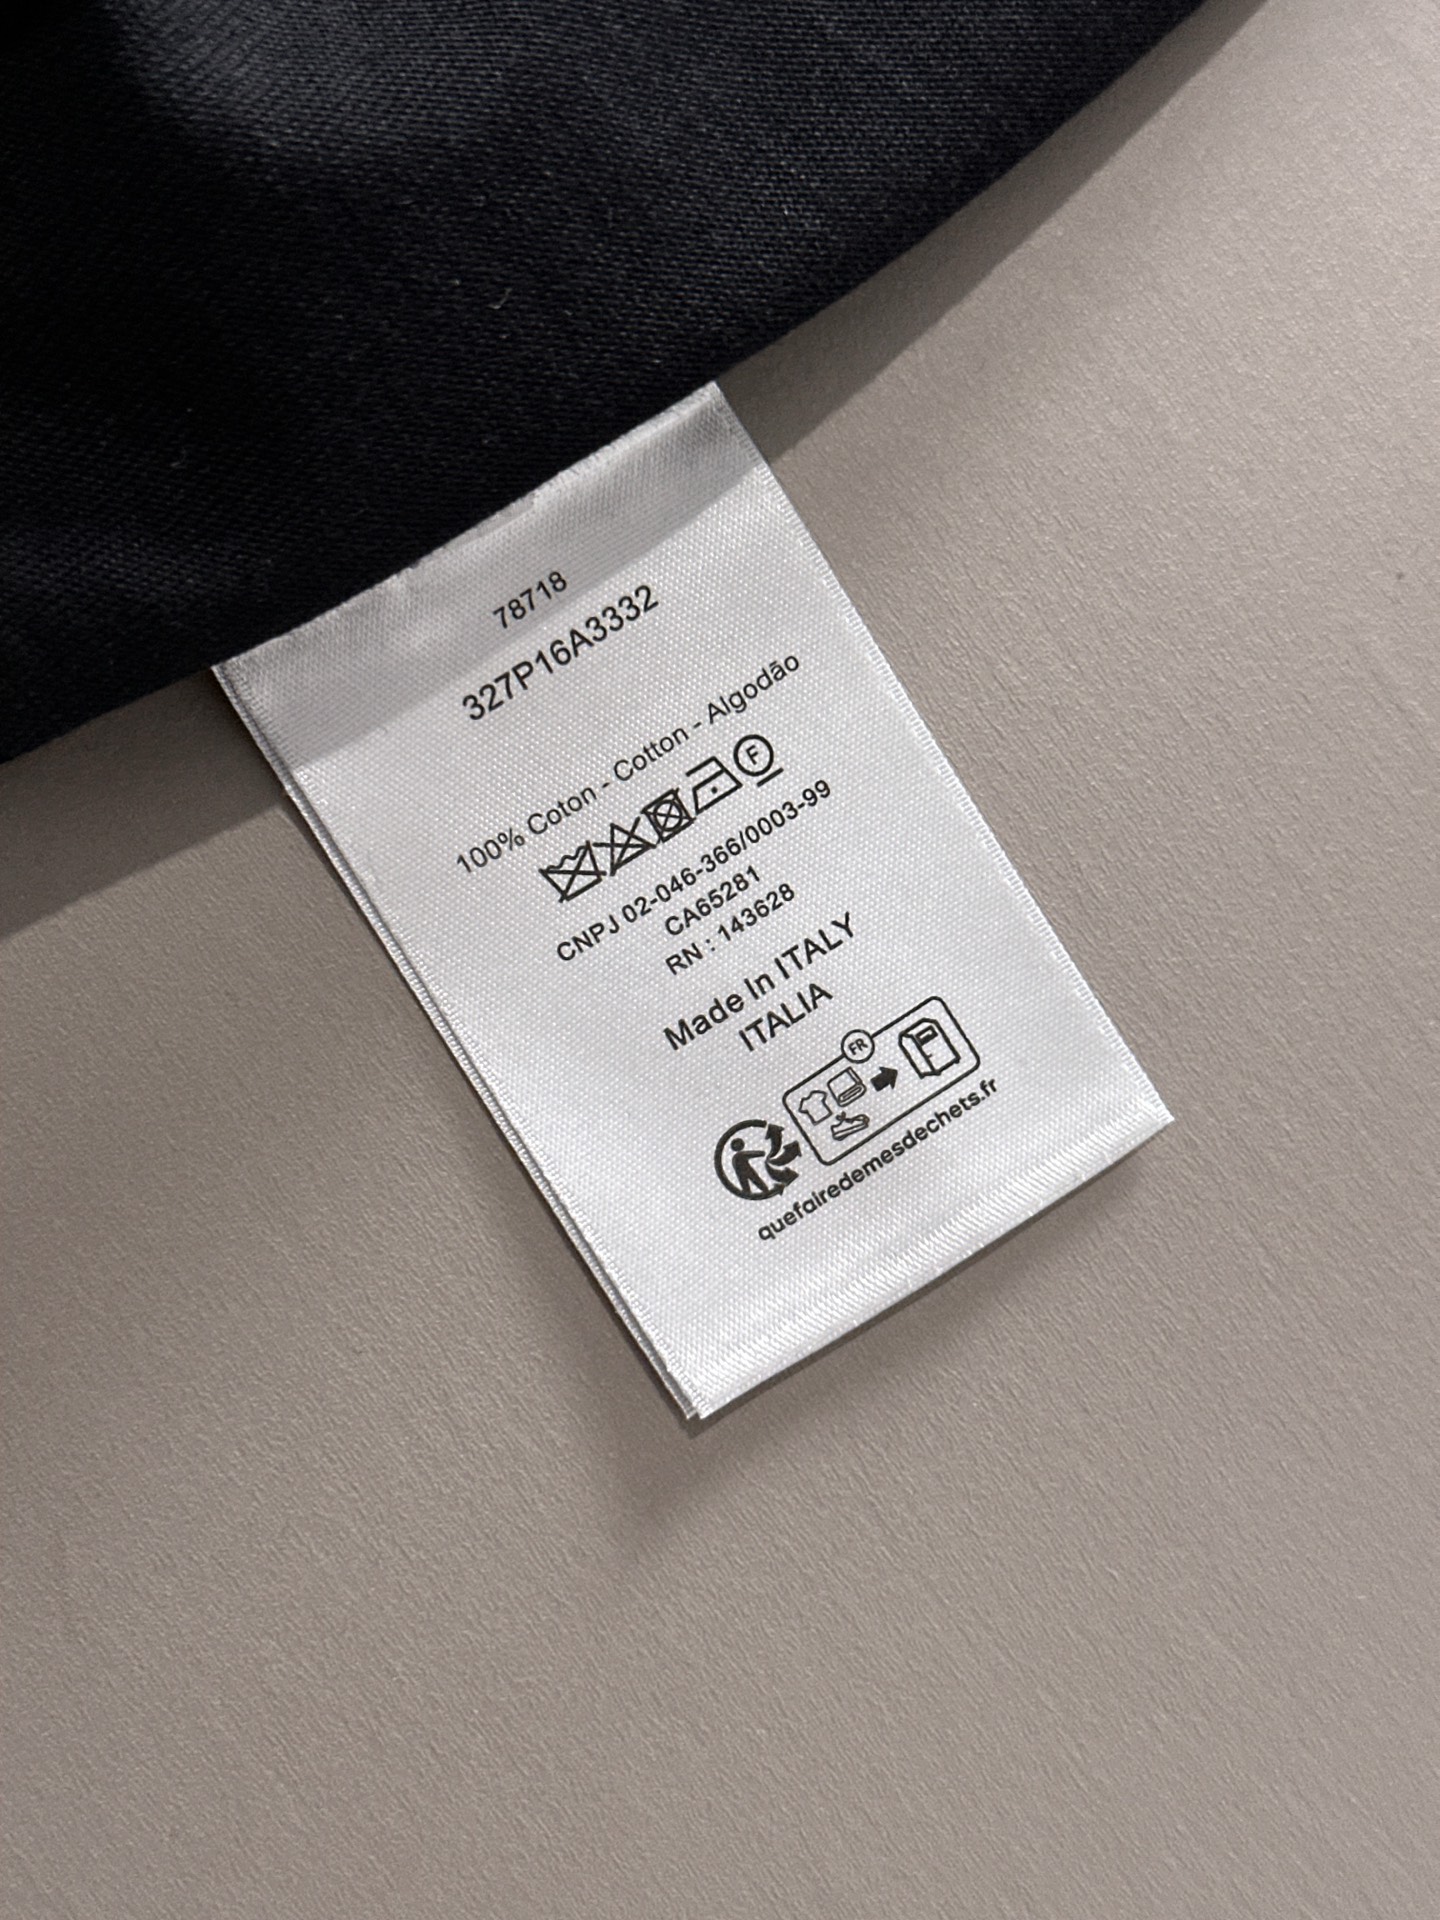 78718
327P16A3332
100% Coton - Cotton - Algodão
F
CNPJ 02-046-366/0003-99
CA65281
RN : 143628
Made In ITALY
ITALIA
FR
quefairedemesdechets.fr